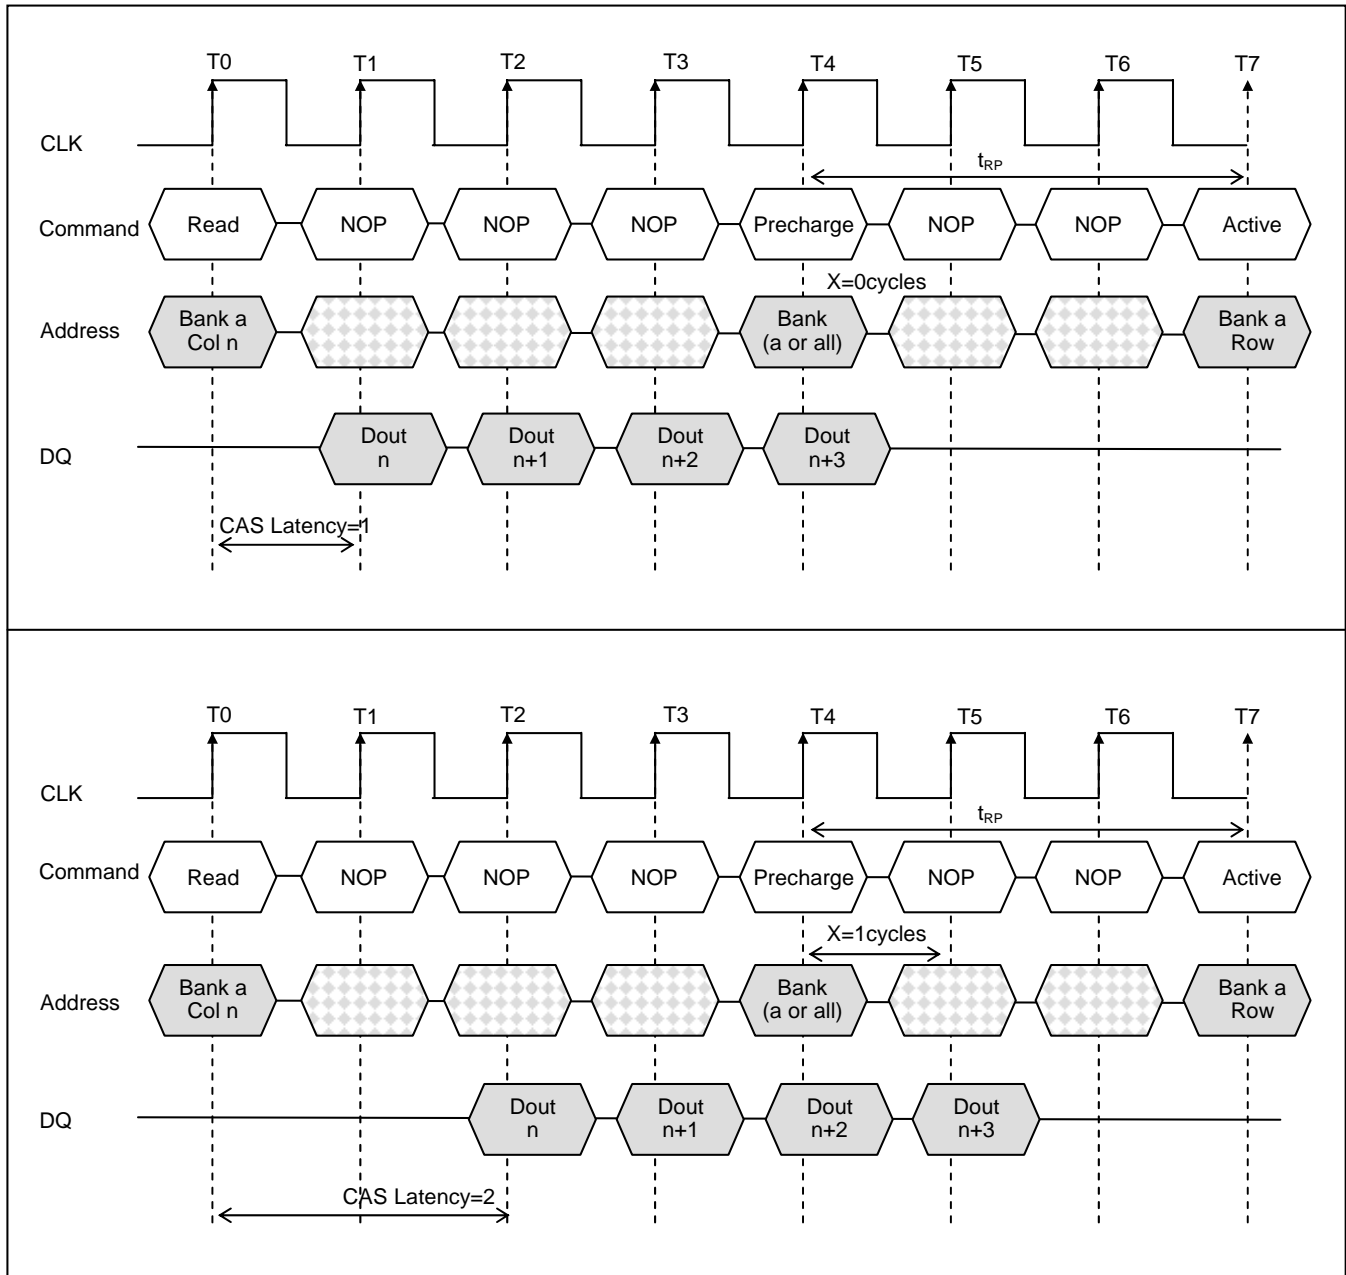 T0 T1 T2 T3 T4 T5 T6 T7
CLK
tRP
Command Read NOP NOP NOP Precharge NOP NOP Active
X=0cycles
Address Bank a Col n Bank (a or all) Bank a Row
DQ Dout n Dout n+1 Dout n+2 Dout n+3
CAS Latency=1
T0 T1 T2 T3 T4 T5 T6 T7
CLK
tRP
Command Read NOP NOP NOP Precharge NOP NOP Active
X=1cycles
Address Bank a Col n Bank (a or all) Bank a Row
DQ Dout n Dout n+1 Dout n+2 Dout n+3
CAS Latency=2